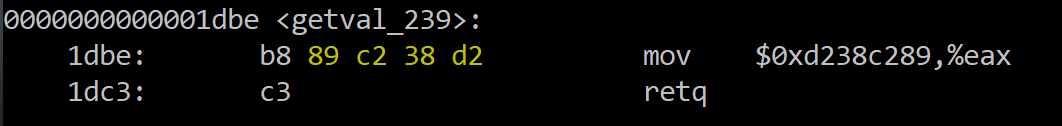 0000000000001dbe <getval_239>:
1dbe: b8 89 c2 38 d2 mov $0xd238c289,%eax
1dc3: c3 retq